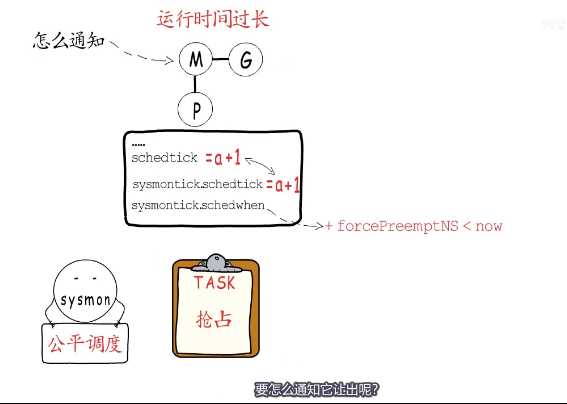 运行时间过长
怎么通知
M
G
P
.....
schedtick =a+1
sysmontick.schedtick =a+1
sysmontick.schedwhen
+ forcePreemptNS < now
sysmon
公平调度
TASK
抢占
要怎么通知它让出呢?